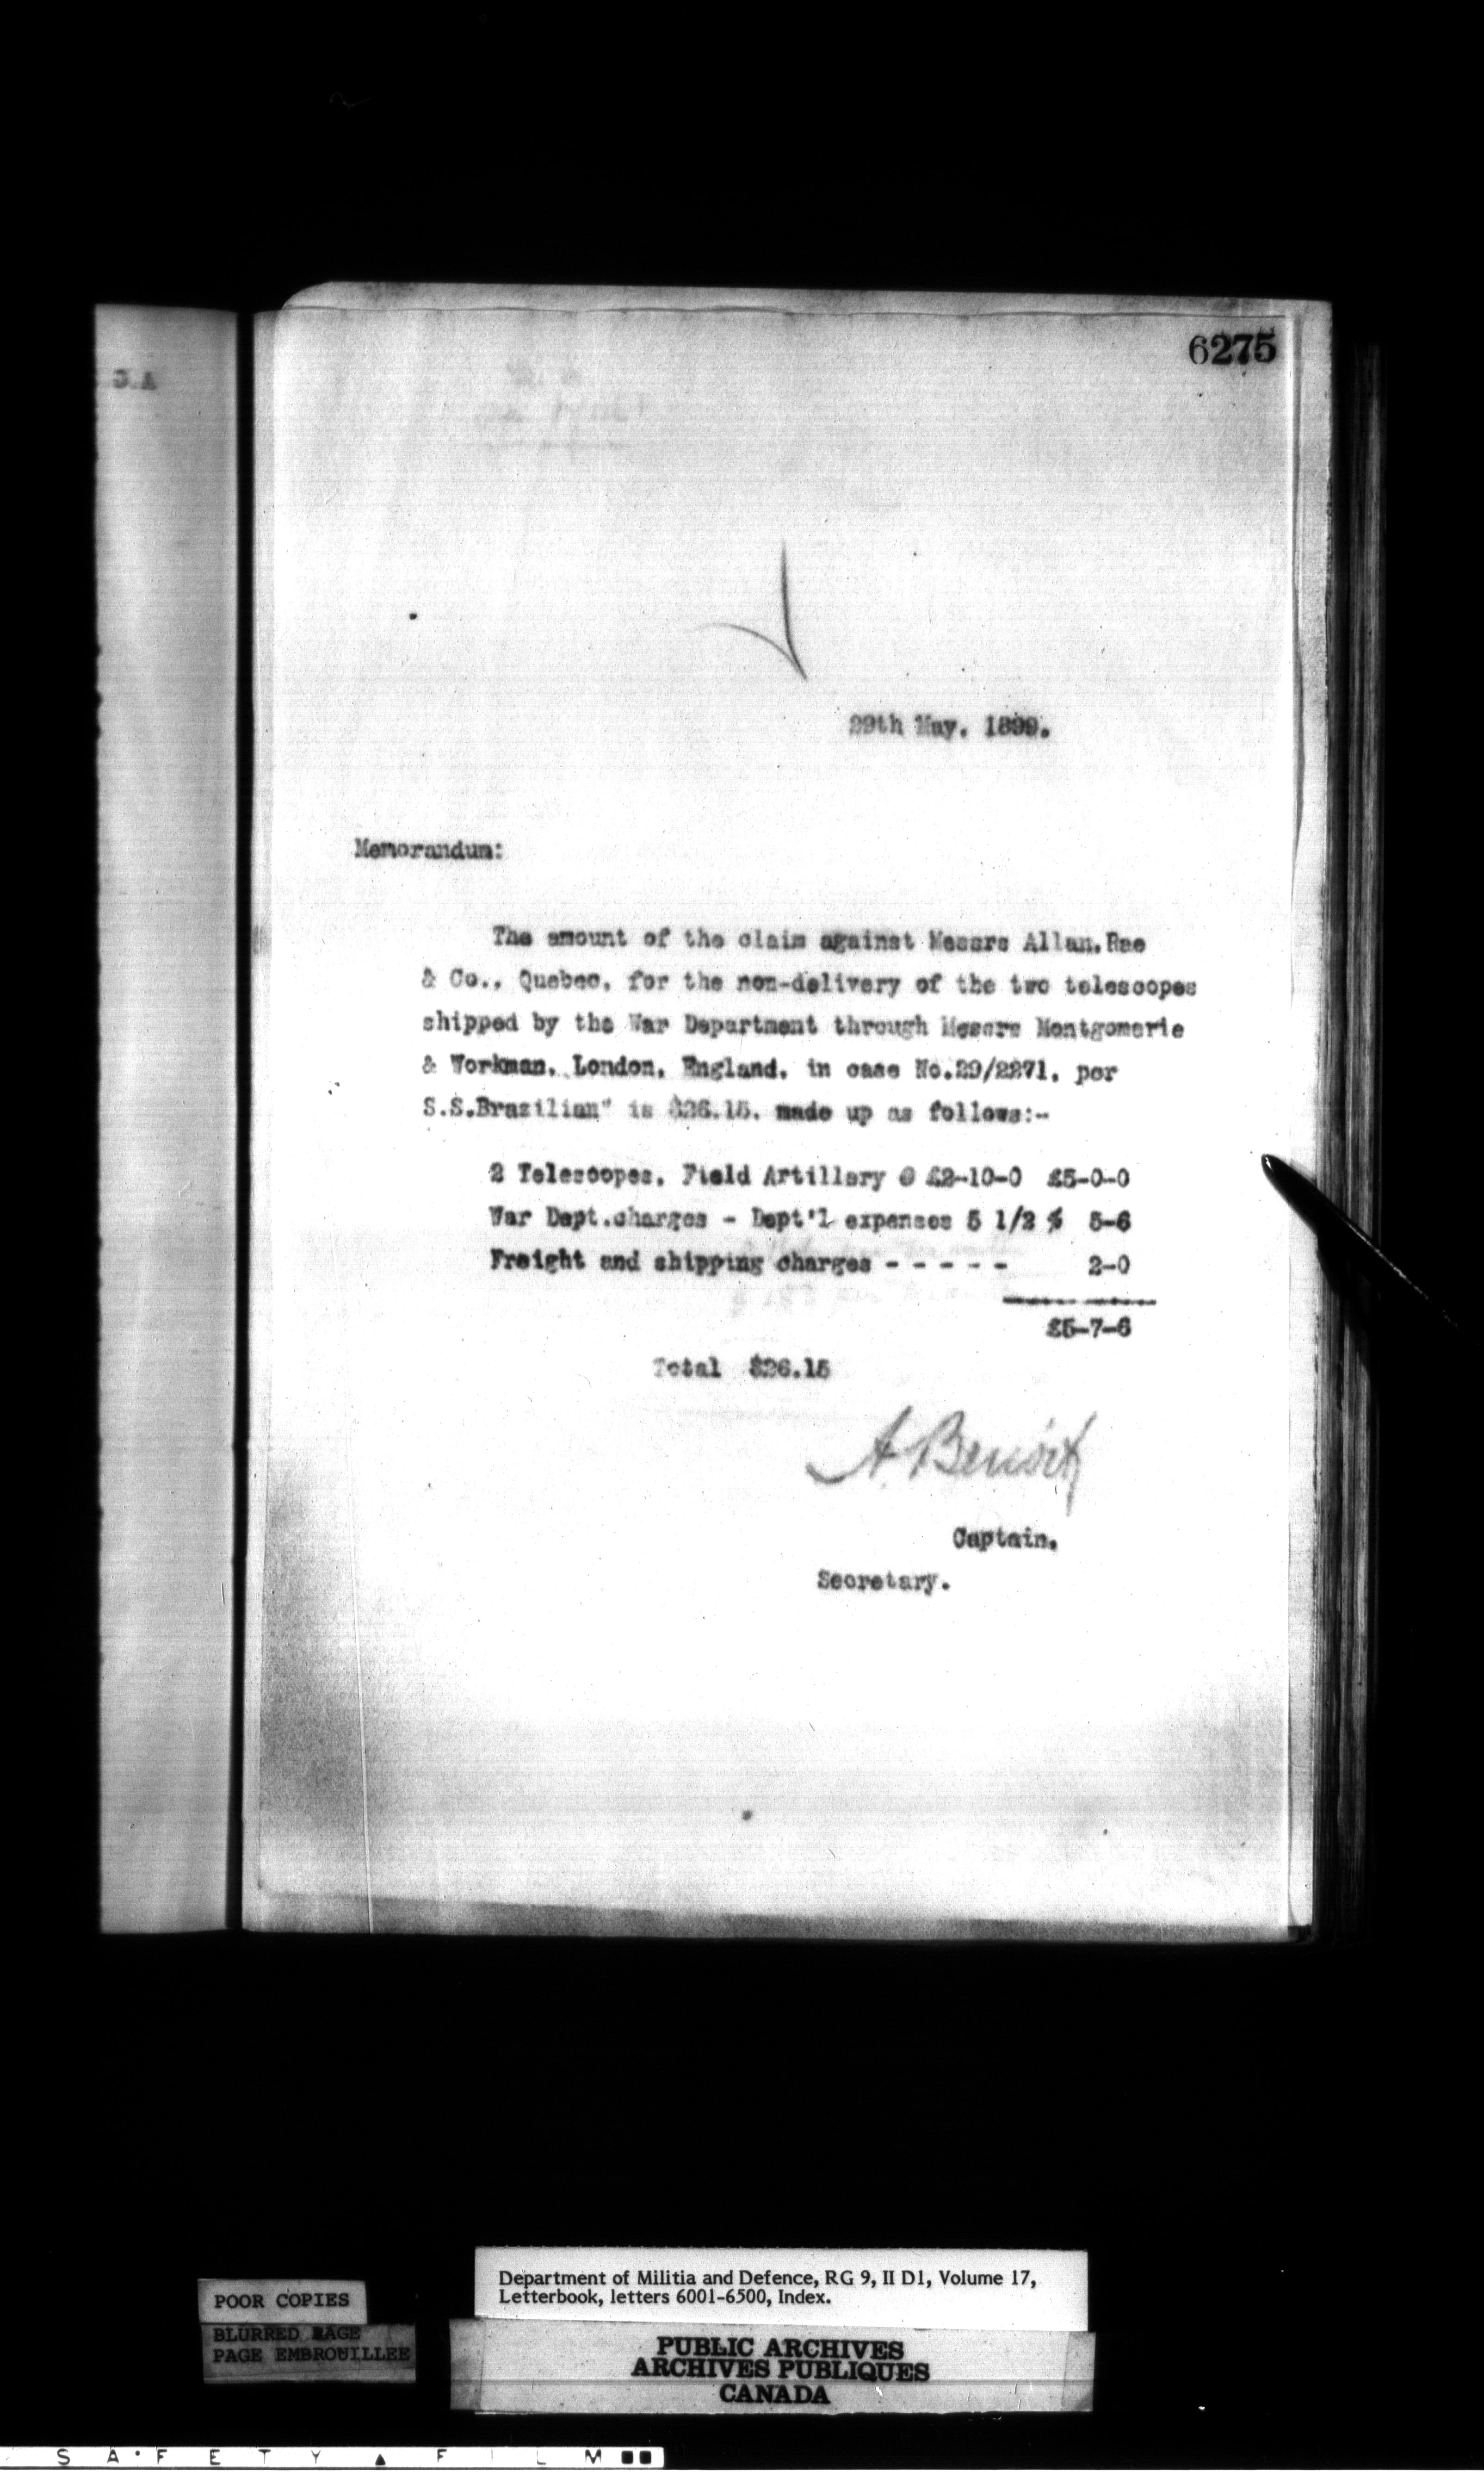 6275
29th May. 1899.
Memorandum:
The amount of the claim against Messrs Allan. Rae
& Co., Quebec, for the non-delivery of the two telescopes
shipped by the War Department through Messrs Montgomerie
& Workman, London, England, in case No.29/2271, per
S.S.Brazilian" is $26.15. made up as follows:-
2 Telescopes, Field Artillery @ £2-10-0 £5-0-0
War Dept.charges - Dept'l expenses 5 1/2 % 5-6
Freight and shipping charges - - - - - 2-0
£5-7-6
Total $26.15
A Benoit
Captain.
Secretary.
Department of Militia and Defence, RG 9, II D1, Volume 17,
Letterbook, letters 6001-6500, Index.
POOR COPIES
BLURRED PAGE
PAGE EMBROUILLEE
PUBLIC ARCHIVES
ARCHIVES PUBLIQUES
CANADA
SA•FETY▲FILM■■